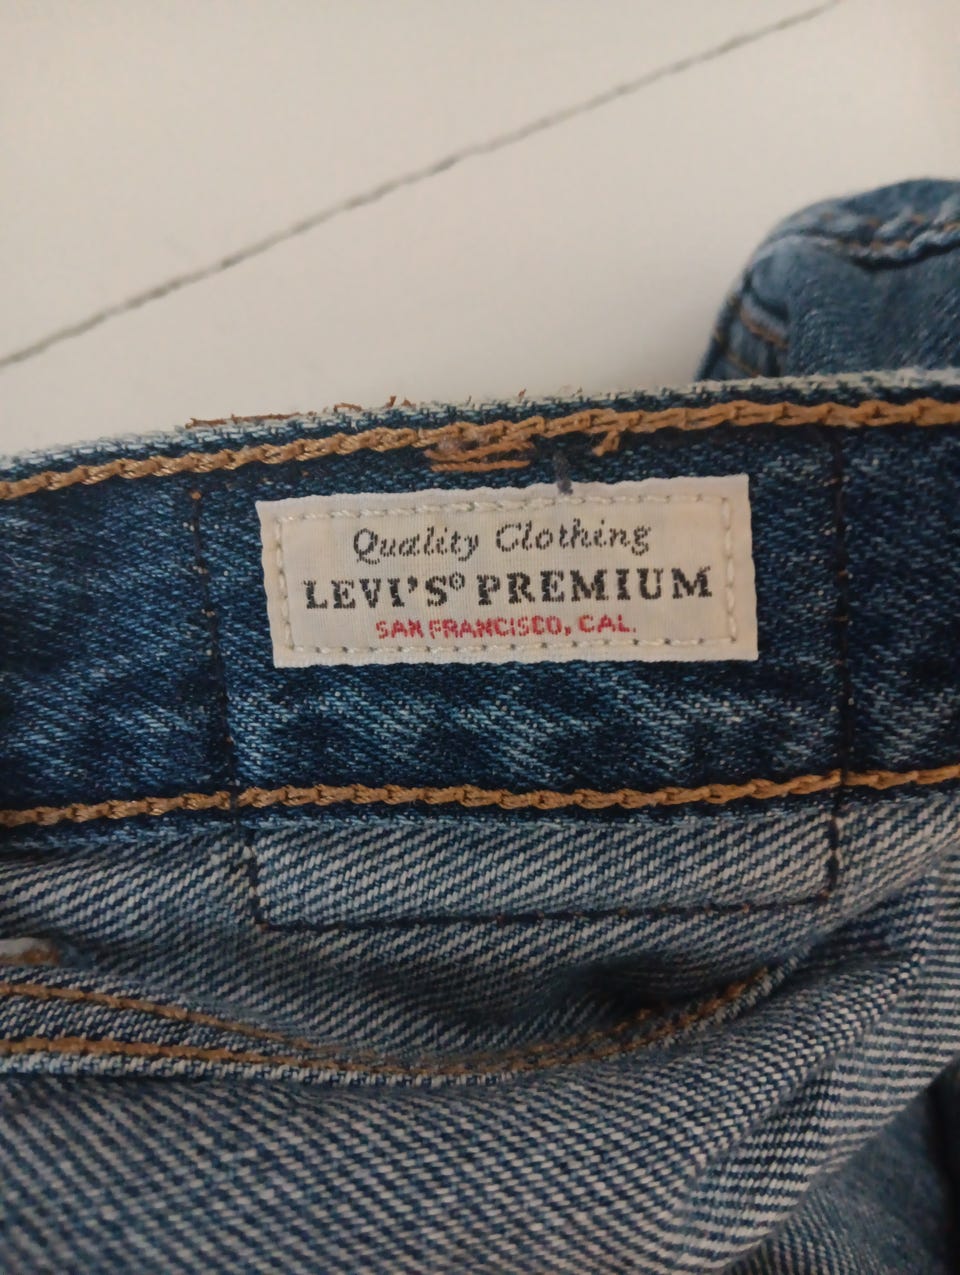 Quality Clothing
LEVI'S® PREMIUM
SAN FRANCISCO, CAL.